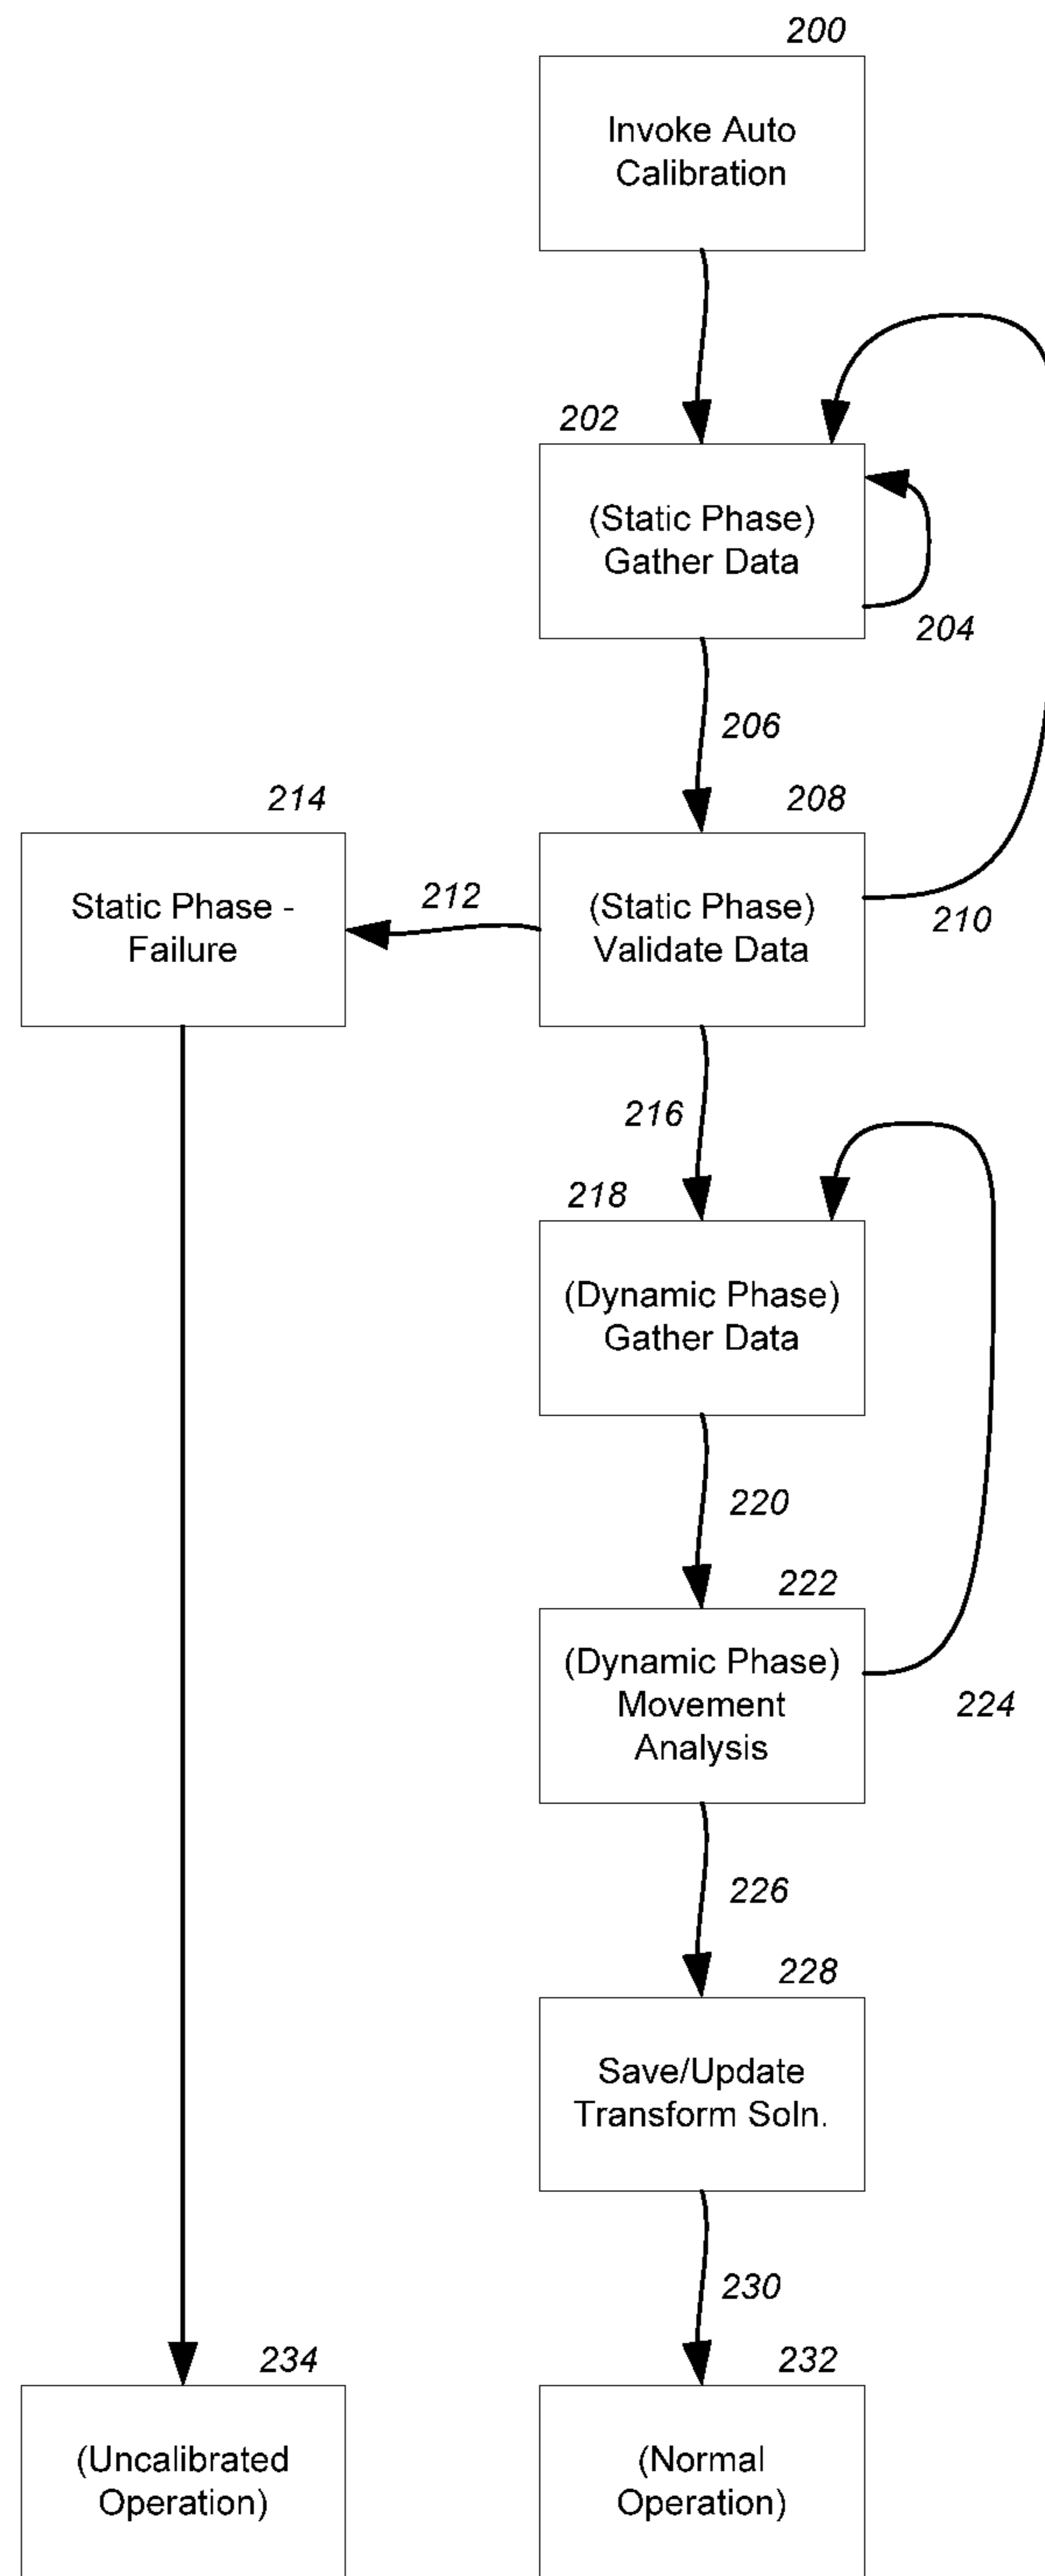 200
Invoke Auto
Calibration
202
(Static Phase)
Gather Data
204
206
214
208
Static Phase -
Failure
212
(Static Phase)
Validate Data
210
216
218
(Dynamic Phase)
Gather Data
220
222
(Dynamic Phase)
Movement
Analysis
224
226
228
Save/Update
Transform Soln.
230
234
232
(Uncalibrated
Operation)
(Normal
Operation)